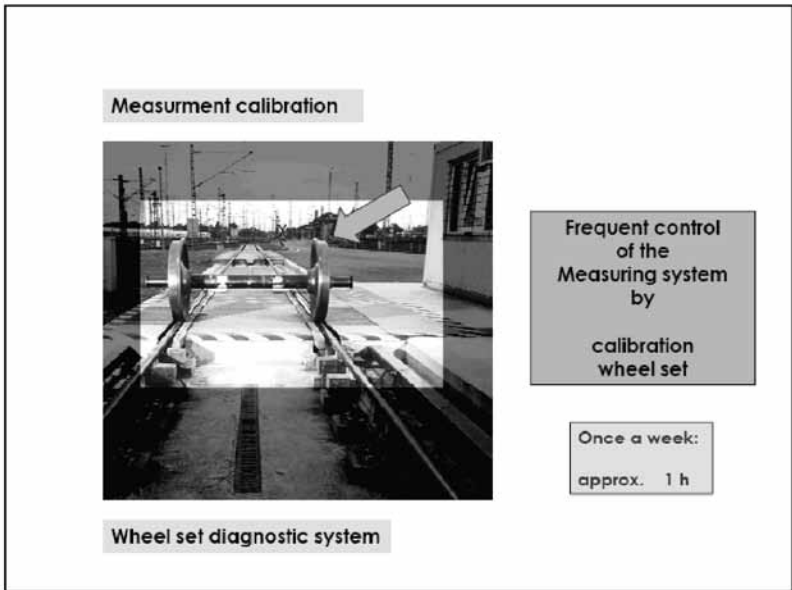 Measurment calibration
Frequent control
of the
Measuring system
by
calibration
wheel set
Once a week:
approx. 1 h
Wheel set diagnostic system